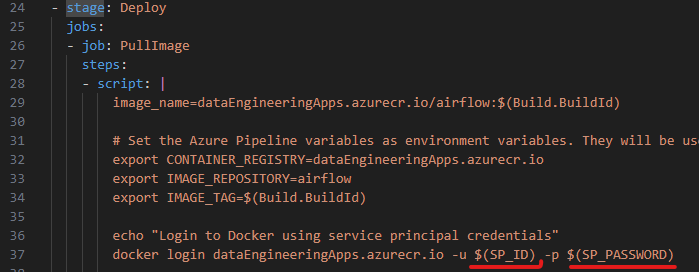 24 - stage: Deploy
25 jobs:
26 - job: PullImage
27 steps:
28 - script: |
29 image_name=dataEngineeringApps.azurecr.io/airflow:$(Build.BuildId)
30
31 # Set the Azure Pipeline variables as environment variables. They will be
32 export CONTAINER_REGISTRY=dataEngineeringApps.azurecr.io
33 export IMAGE_REPOSITORY=airflow
34 export IMAGE_TAG=$(Build.BuildId)
35
36 echo "Login to Docker using service principal credentials"
37 docker login dataEngineeringApps.azurecr.io -u $(SP_ID) -p $(SP_PASSWORD)